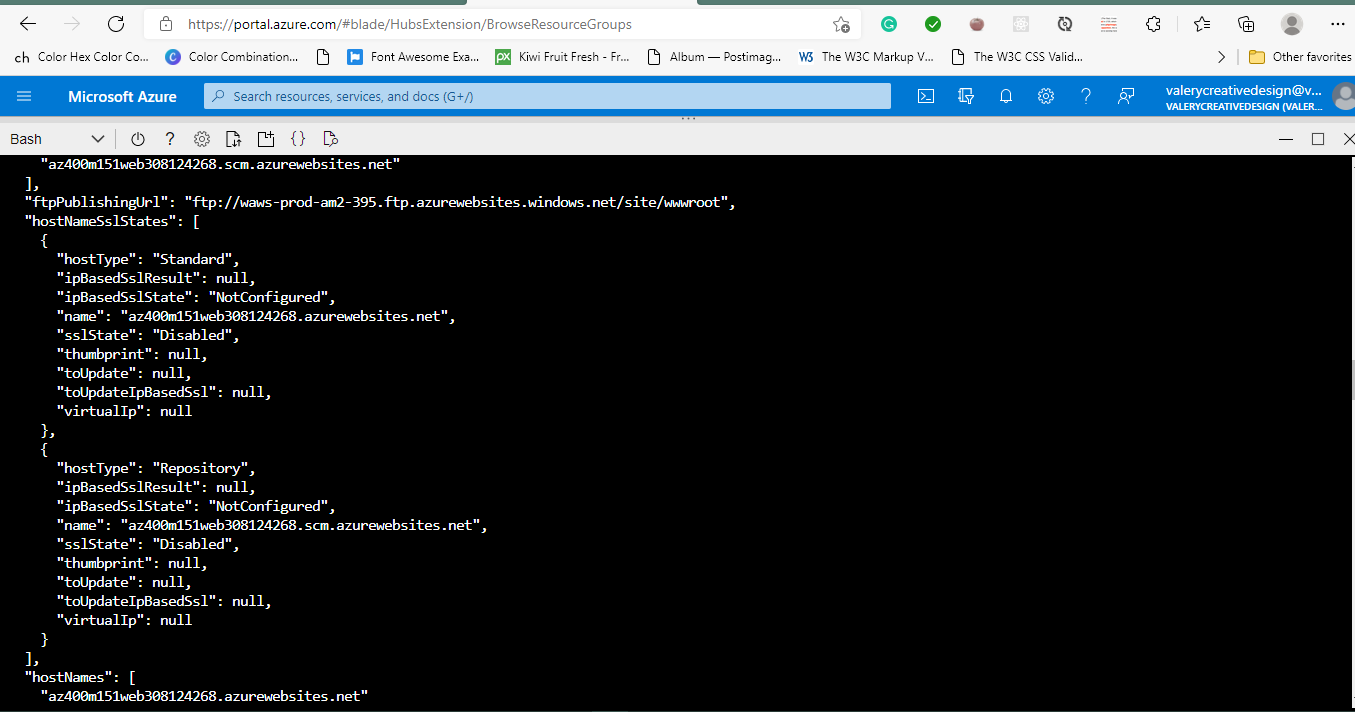 https://portal.azure.com/#blade/HubsExtension/BrowseResourceGroups
ch Color Hex Color Co... Color Combination... Font Awesome Exa... Kiwi Fruit Fresh - Fr... Album — Postimag... The W3C Markup V... The W3C CSS Valid... Other favorites
Microsoft Azure Search resources, services, and docs (G+/) valerycreativedesign@v...
VALERYCREATIVEDESIGN (VALER...
Bash
"az400m151web308124268.scm.azurewebsites.net"
],
"ftpPublishingUrl": "ftp://waws-prod-am2-395.ftp.azurewebsites.windows.net/site/wwwroot",
"hostNameSslStates": [
{
"hostType": "Standard",
"ipBasedSslResult": null,
"ipBasedSslState": "NotConfigured",
"name": "az400m151web308124268.azurewebsites.net",
"sslState": "Disabled",
"thumbprint": null,
"toUpdate": null,
"toUpdateIpBasedSsl": null,
"virtualIp": null
},
{
"hostType": "Repository",
"ipBasedSslResult": null,
"ipBasedSslState": "NotConfigured",
"name": "az400m151web308124268.scm.azurewebsites.net",
"sslState": "Disabled",
"thumbprint": null,
"toUpdate": null,
"toUpdateIpBasedSsl": null,
"virtualIp": null
}
],
"hostNames": [
"az400m151web308124268.azurewebsites.net"